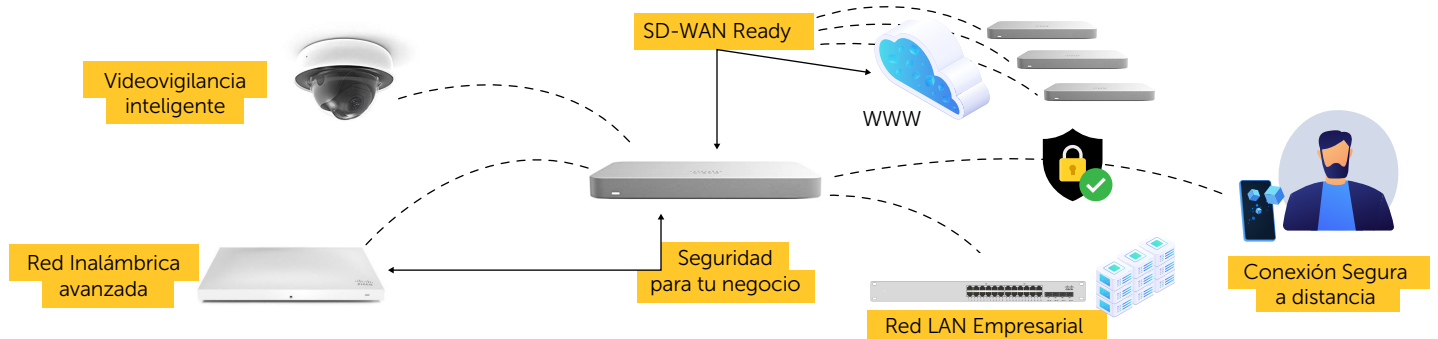 SD-WAN Ready
Videovigilancia
inteligente
WWW
Red Inalámbrica
avanzada
Seguridad
para tu negocio
Conexión Segura
a distancia
Red LAN Empresarial